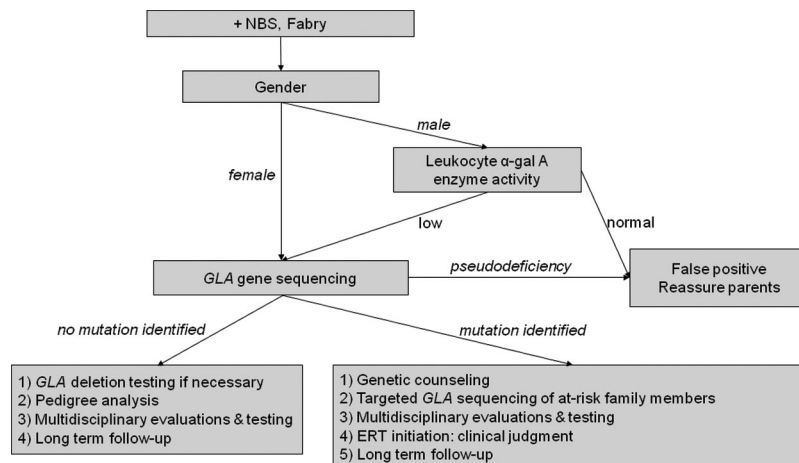 + NBS, Fabry
Gender
male
female
Leukocyte α-gal A
enzyme activity
low
normal
GLA gene sequencing
pseudodeficiency
False positive
Reassure parents
no mutation identified
mutation identified
1) GLA deletion testing if necessary
2) Pedigree analysis
3) Multidisciplinary evaluations & testing
4) Long term follow-up
1) Genetic counseling
2) Targeted GLA sequencing of at-risk family members
3) Multidisciplinary evaluations & testing
4) ERT initiation: clinical judgment
5) Long term follow-up